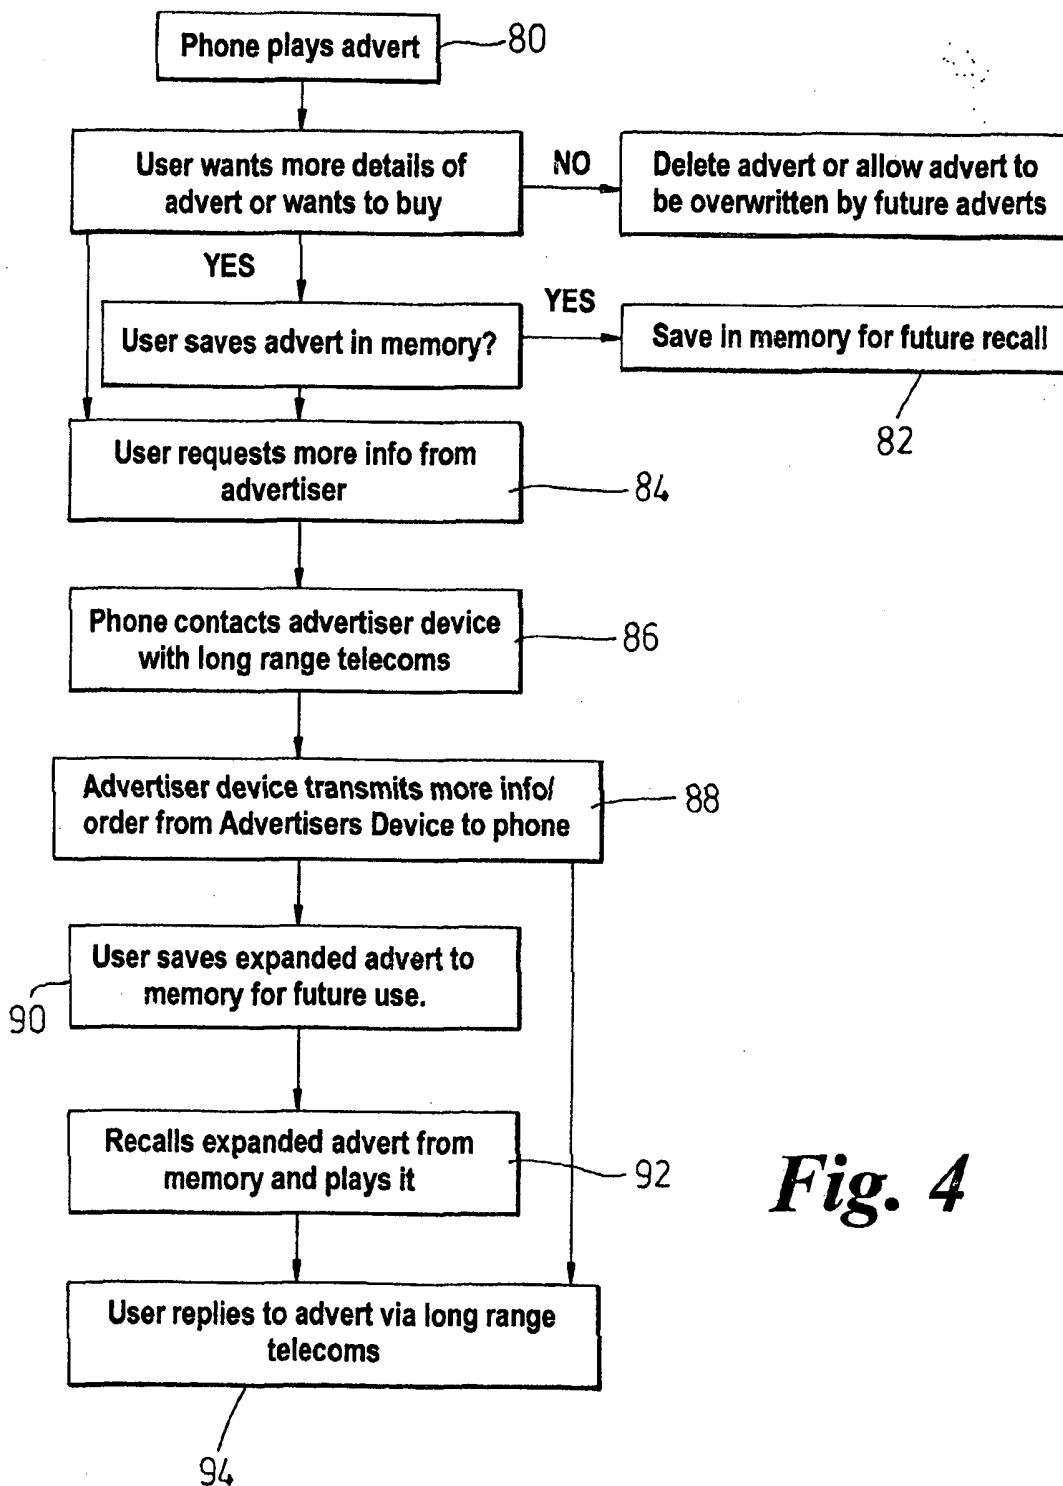 Phone plays advert
80
User wants more details of
advert or wants to buy
NO
Delete advert or allow advert to
be overwritten by future adverts
YES
User saves advert in memory?
YES
Save in memory for future recall
82
User requests more info from
advertiser
84
Phone contacts advertiser device
with long range telecoms
86
Advertiser device transmits more info/
order from Advertisers Device to phone
88
User saves expanded advert to
memory for future use.
90
Recalls expanded advert from
memory and plays it
92
Fig. 4
User replies to advert via long range
telecoms
94